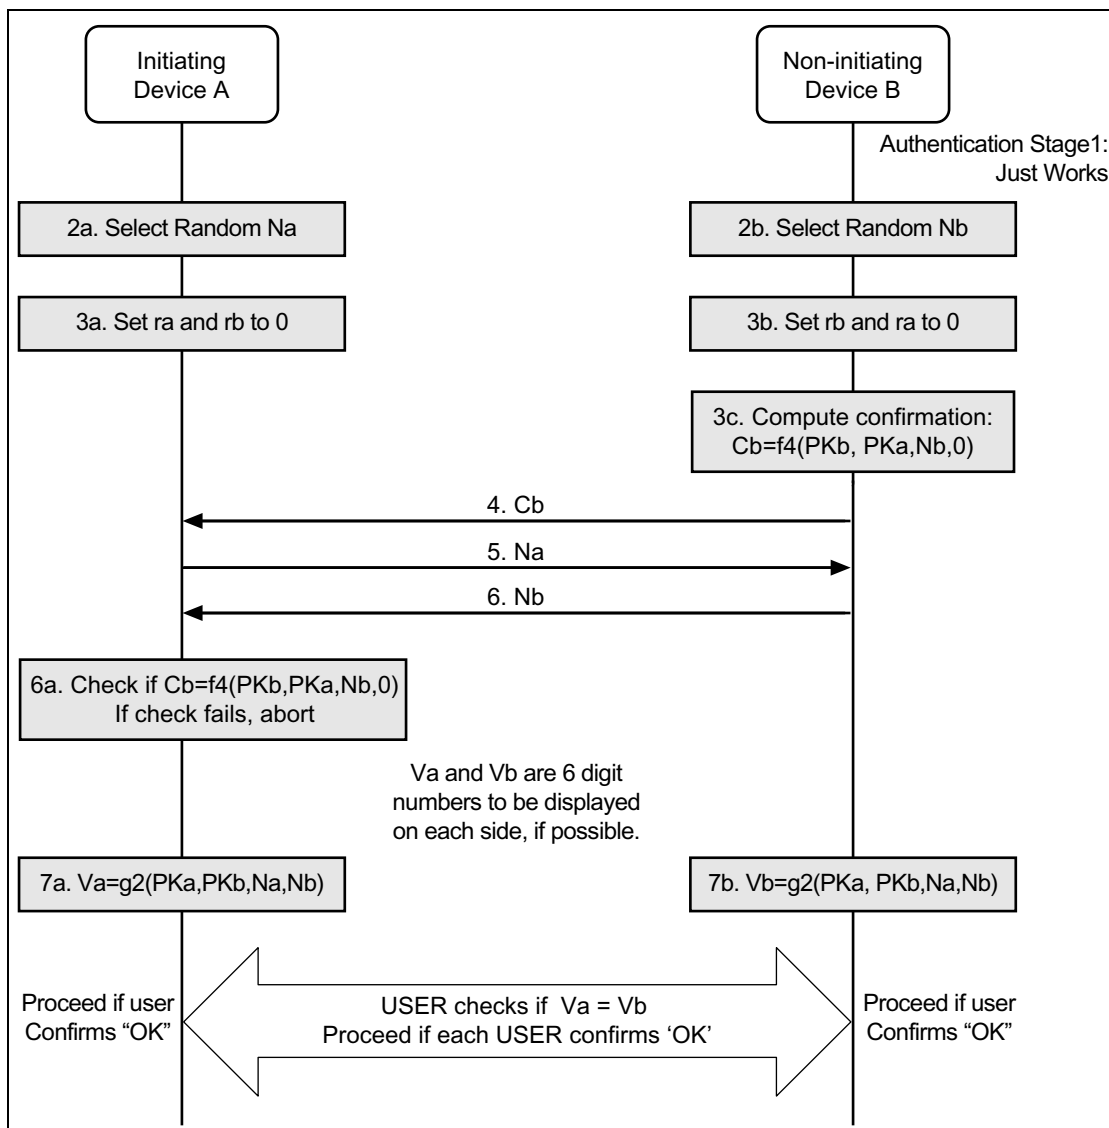 Initiating
Device A
Non-initiating
Device B
Authentication Stage1:
Just Works
2a. Select Random Na
2b. Select Random Nb
3a. Set ra and rb to 0
3b. Set rb and ra to 0
3c. Compute confirmation:
Cb=f4(PKb, PKa,Nb,0)
4. Cb
5. Na
6. Nb
6a. Check if Cb=f4(PKb,PKa,Nb,0)
If check fails, abort
Va and Vb are 6 digit
numbers to be displayed
on each side, if possible.
7a. Va=g2(PKa,PKb,Na,Nb)
7b. Vb=g2(PKa, PKb,Na,Nb)
Proceed if user
Confirms “OK”
USER checks if Va = Vb
Proceed if each USER confirms ‘OK’
Proceed if user
Confirms “OK”